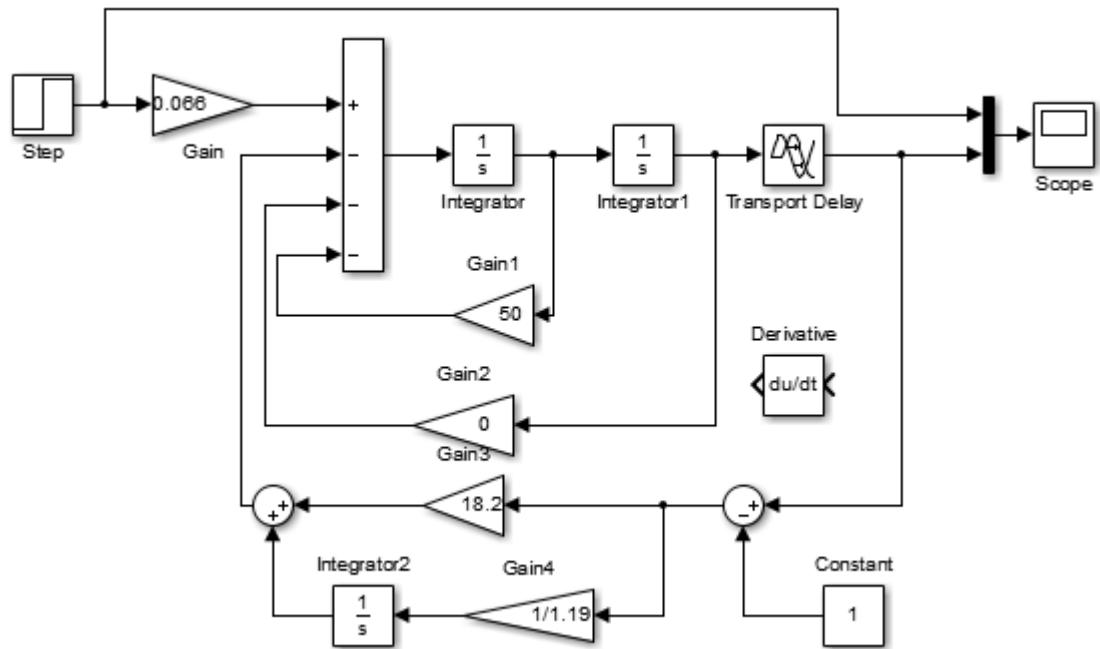 0.066
Step
Gain
+
−
−
−
1
s
Integrator
1
s
Integrator1
Transport Delay
Scope
Gain1
50
Derivative
du/dt
Gain2
0
Gain3
18.2
+
+
−
+
Integrator2
1
s
Gain4
1/1.19
Constant
1